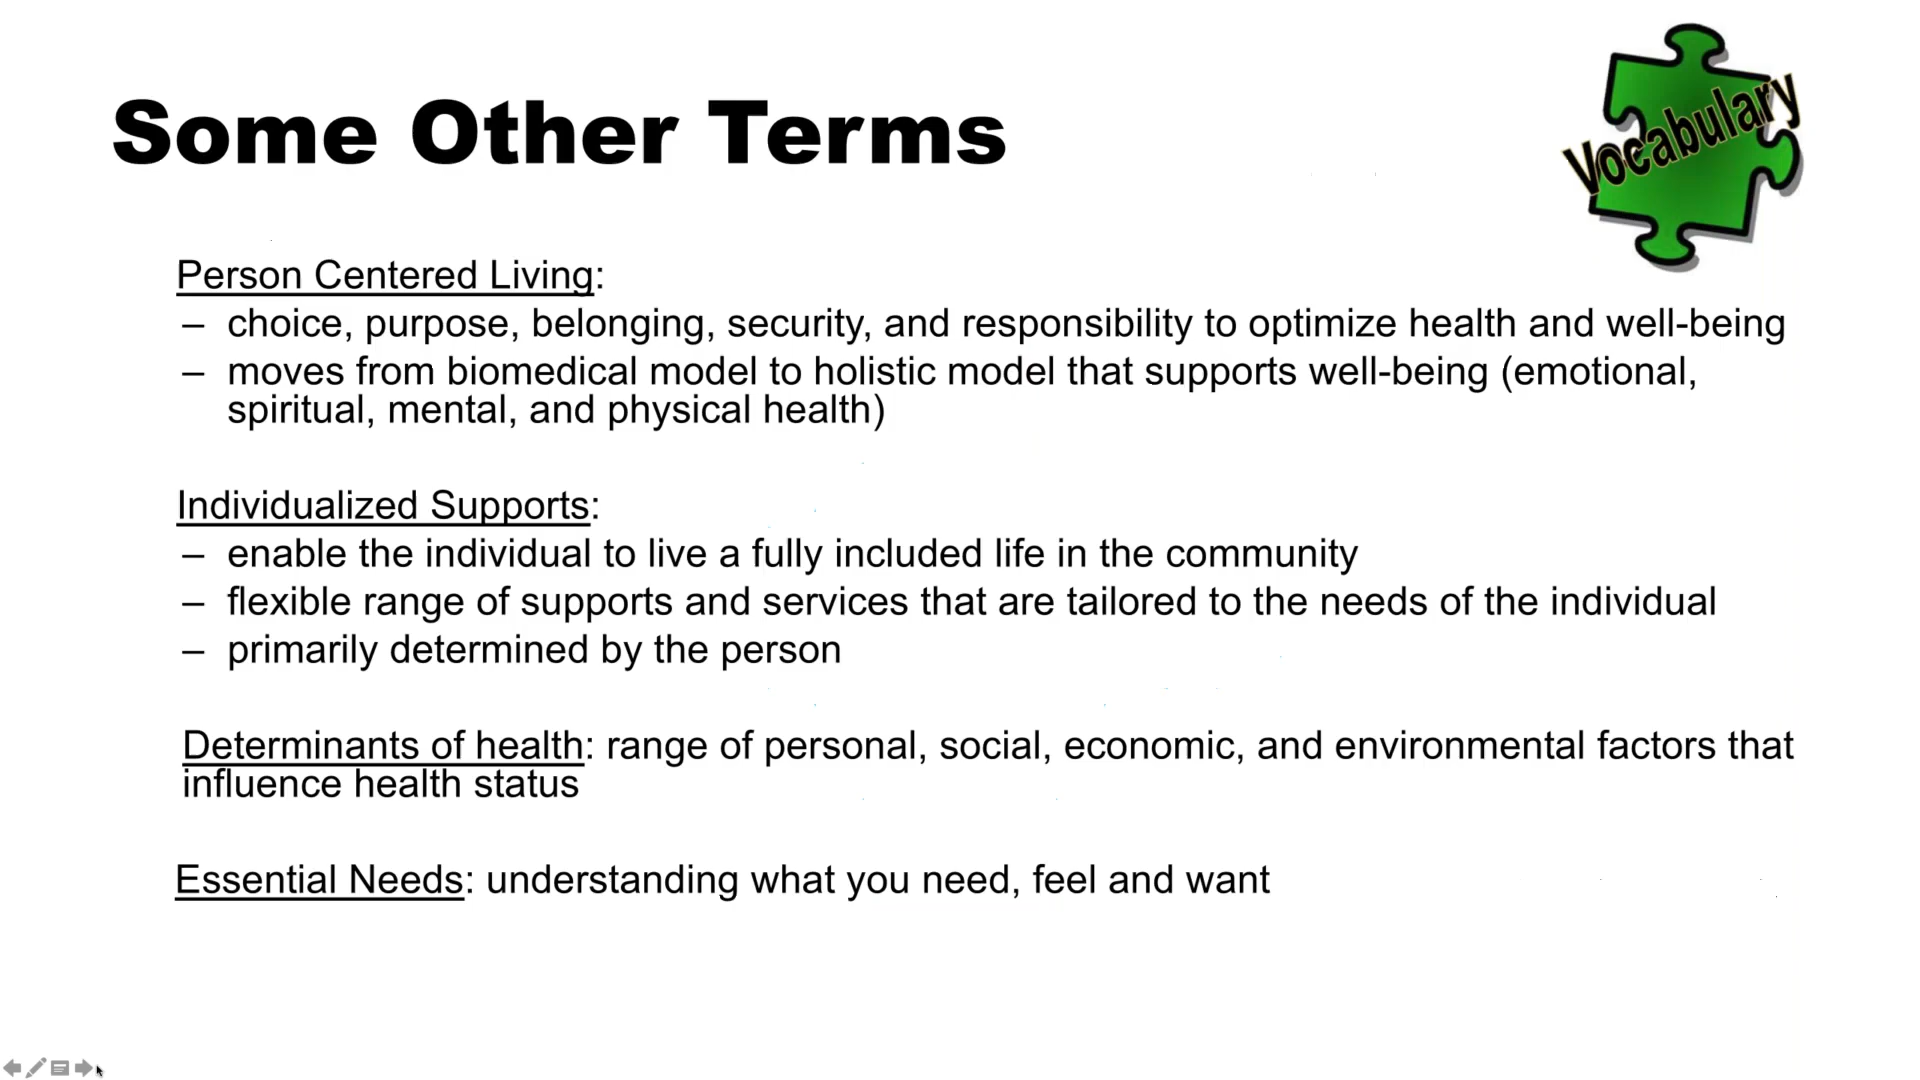 Some Other Terms
Vocabulary
Person Centered Living:
– choice, purpose, belonging, security, and responsibility to optimize health and well-being
– moves from biomedical model to holistic model that supports well-being (emotional,
spiritual, mental, and physical health)
Individualized Supports:
– enable the individual to live a fully included life in the community
– flexible range of supports and services that are tailored to the needs of the individual
– primarily determined by the person
Determinants of health: range of personal, social, economic, and environmental factors that
influence health status
Essential Needs: understanding what you need, feel and want